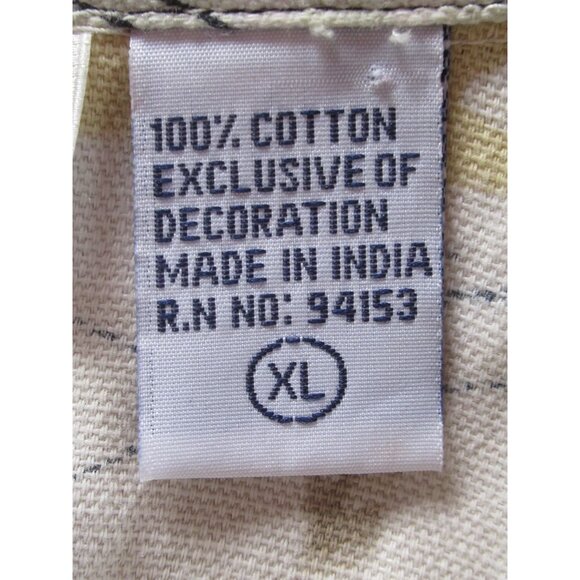 100% COTTON
EXCLUSIVE OF
DECORATION
MADE IN INDIA
R.N NO: 94153
XL